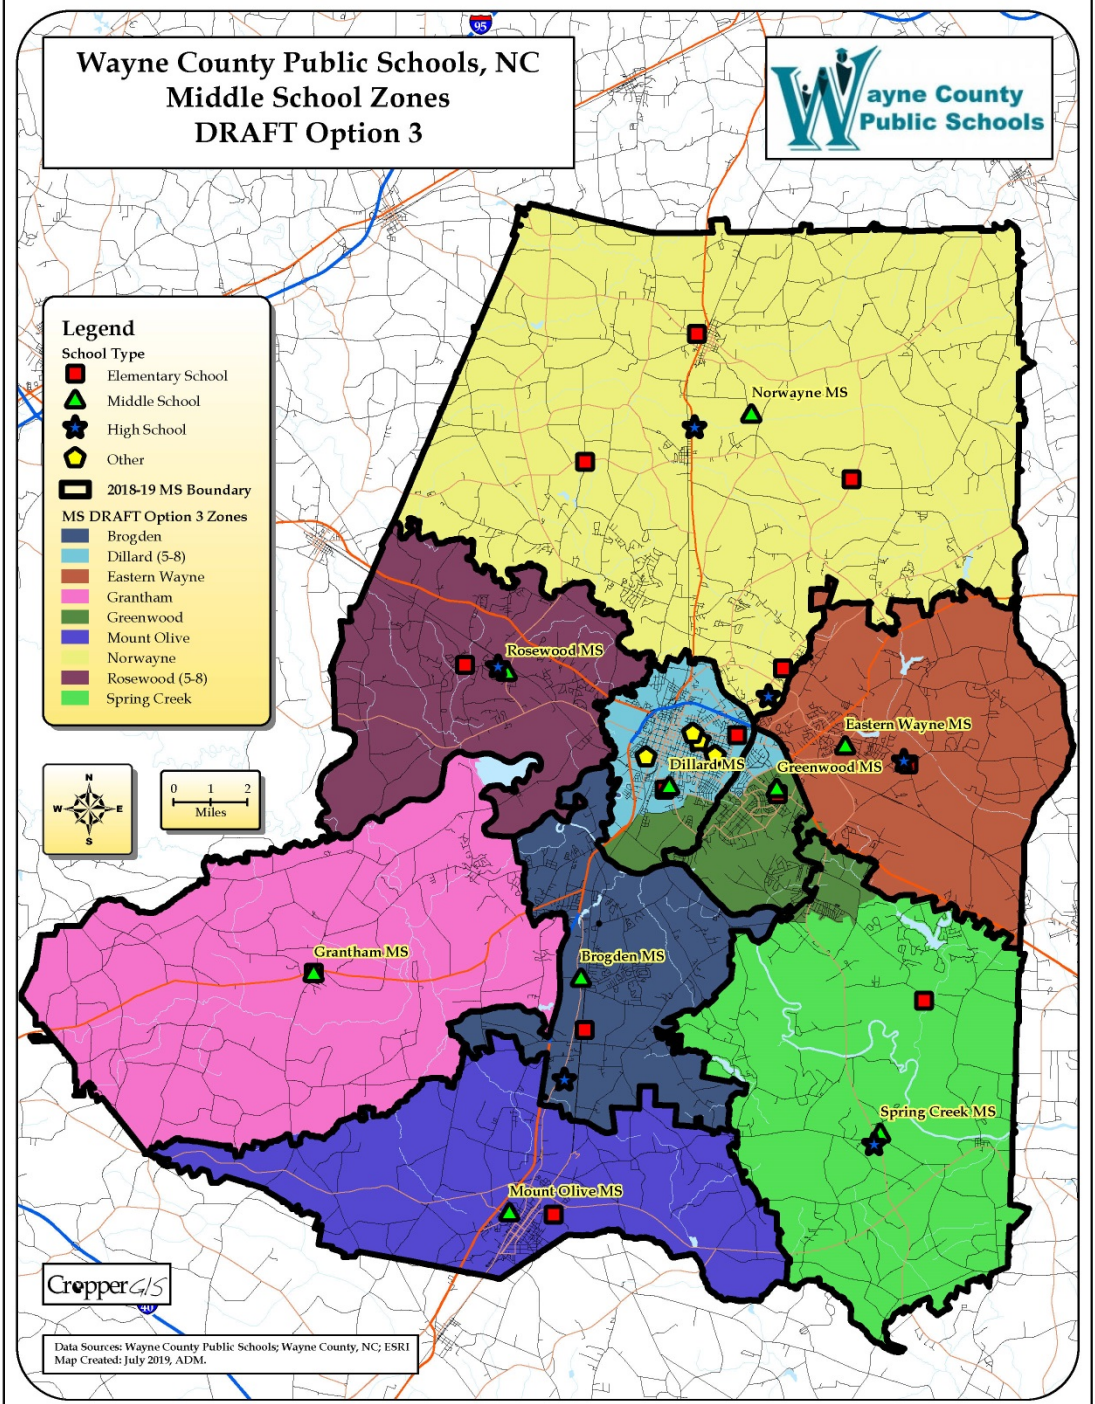 95
Wayne County Public Schools, NC
Middle School Zones
DRAFT Option 3
Wayne County
Public Schools
Legend
School Type
Elementary School
Middle School
High School
Other
2018-19 MS Boundary
MS DRAFT Option 3 Zones
Brogden
Dillard (5-8)
Eastern Wayne
Grantham
Greenwood
Mount Olive
Norwayne
Rosewood (5-8)
Spring Creek
N
W E
S
0 1 2
Miles
Norwayne MS
Rosewood MS
Eastern Wayne MS
Dillard MS
Greenwood MS
Grantham MS
Brogden MS
Spring Creek MS
Mount Olive MS
Cropper GIS
40
Data Sources: Wayne County Public Schools; Wayne County, NC; ESRI
Map Created: July 2019, ADM.